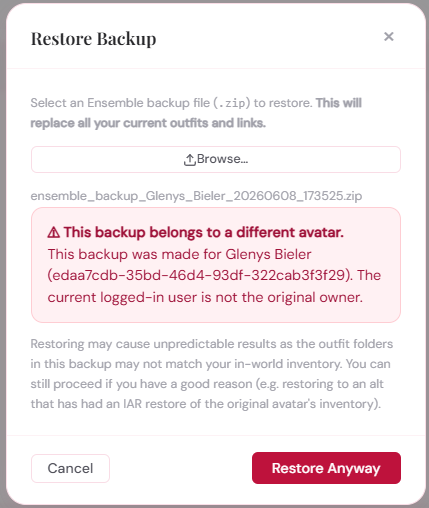 Restore Backup
×
Select an Ensemble backup file (.zip) to restore. This will
replace all your current outfits and links.
Browse...
ensemble_backup_Glenys_Bieler_20260608_173525.zip
⚠ This backup belongs to a different avatar.
This backup was made for Glenys Bieler
(edaa7cdb-35bd-46d4-93df-322cab3f3f29). The
current logged-in user is not the original owner.
Restoring may cause unpredictable results as the outfit folders
in this backup may not match your in-world inventory. You can
still proceed if you have a good reason (e.g. restoring to an alt
that has had an IAR restore of the original avatar's inventory).
Cancel
Restore Anyway